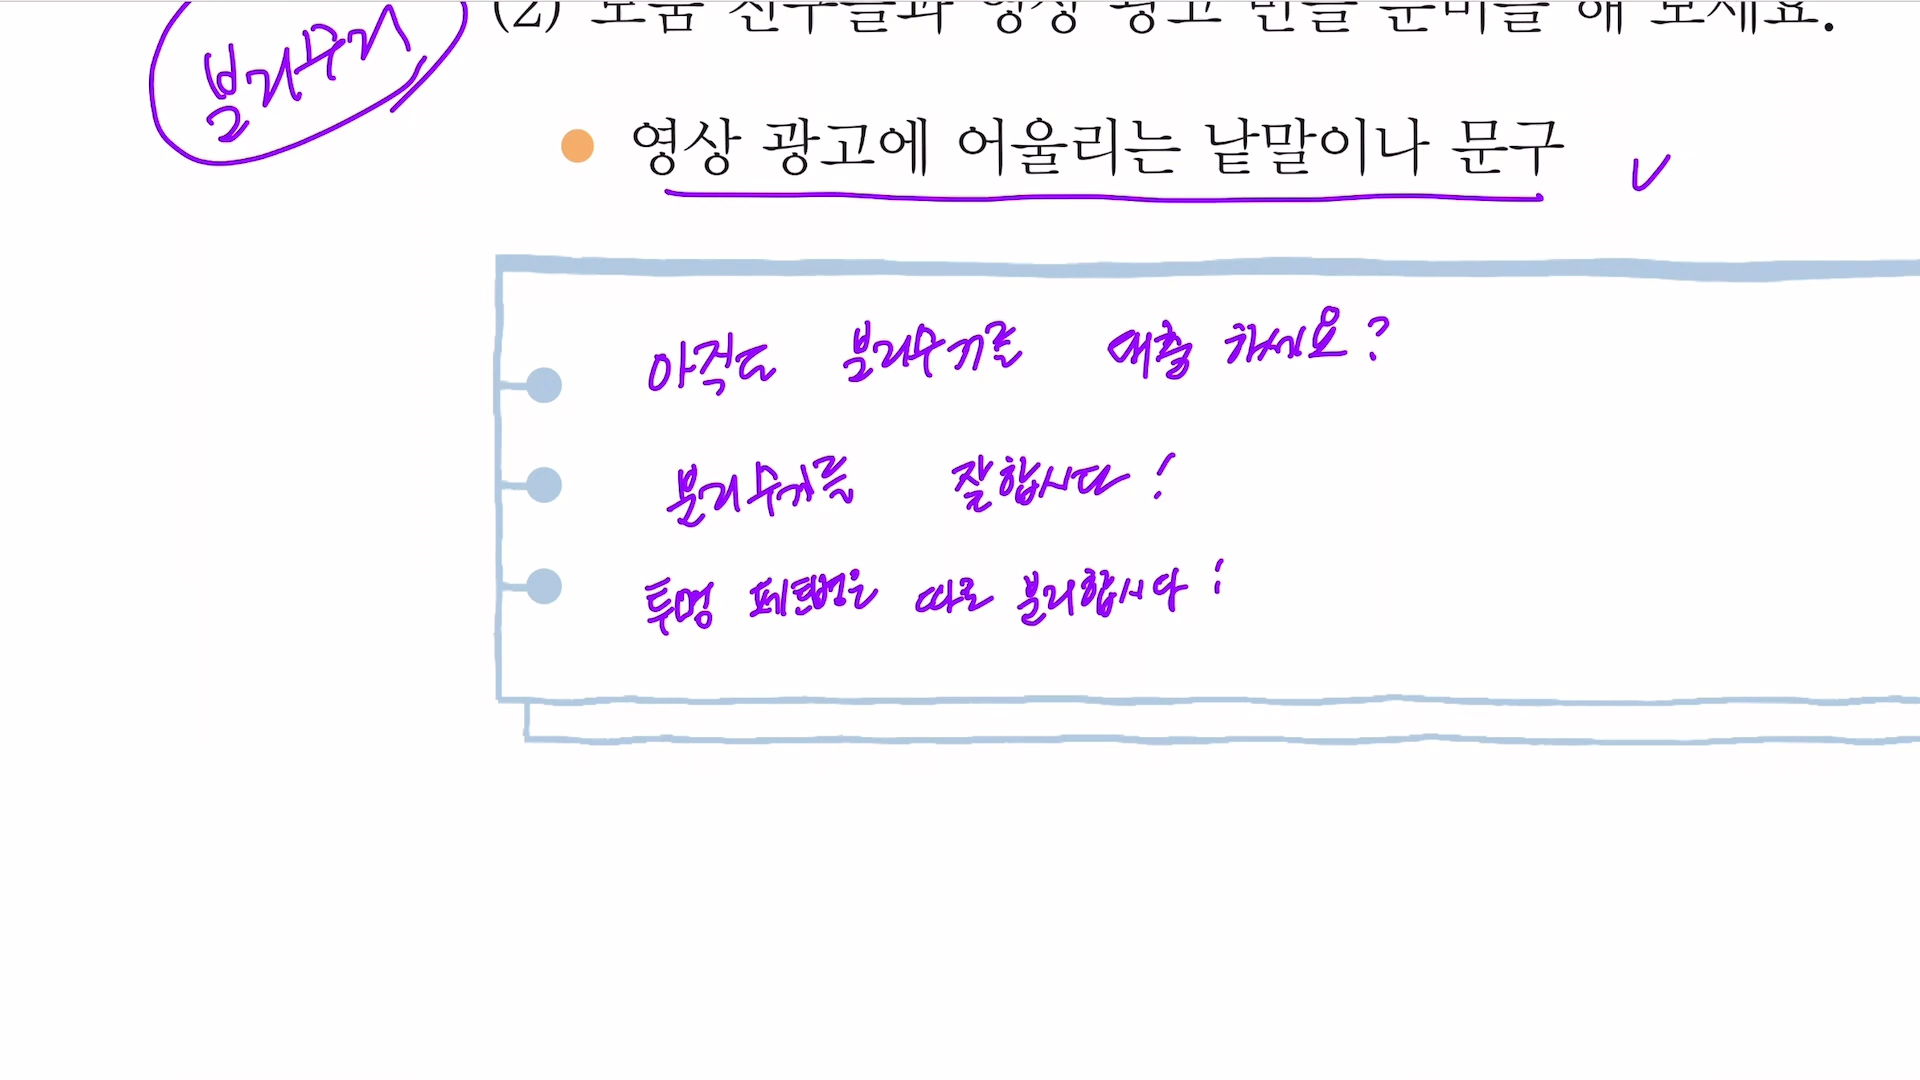 (2) 모둠 친구들과 영상 광고 만들 준비를 해 보세요.
분리수거
영상 광고에 어울리는 낱말이나 문구
아직도 분리수거를 대충 하세요?
분리수거를 잘합시다!
투명 페트병은 따로 분리합시다!